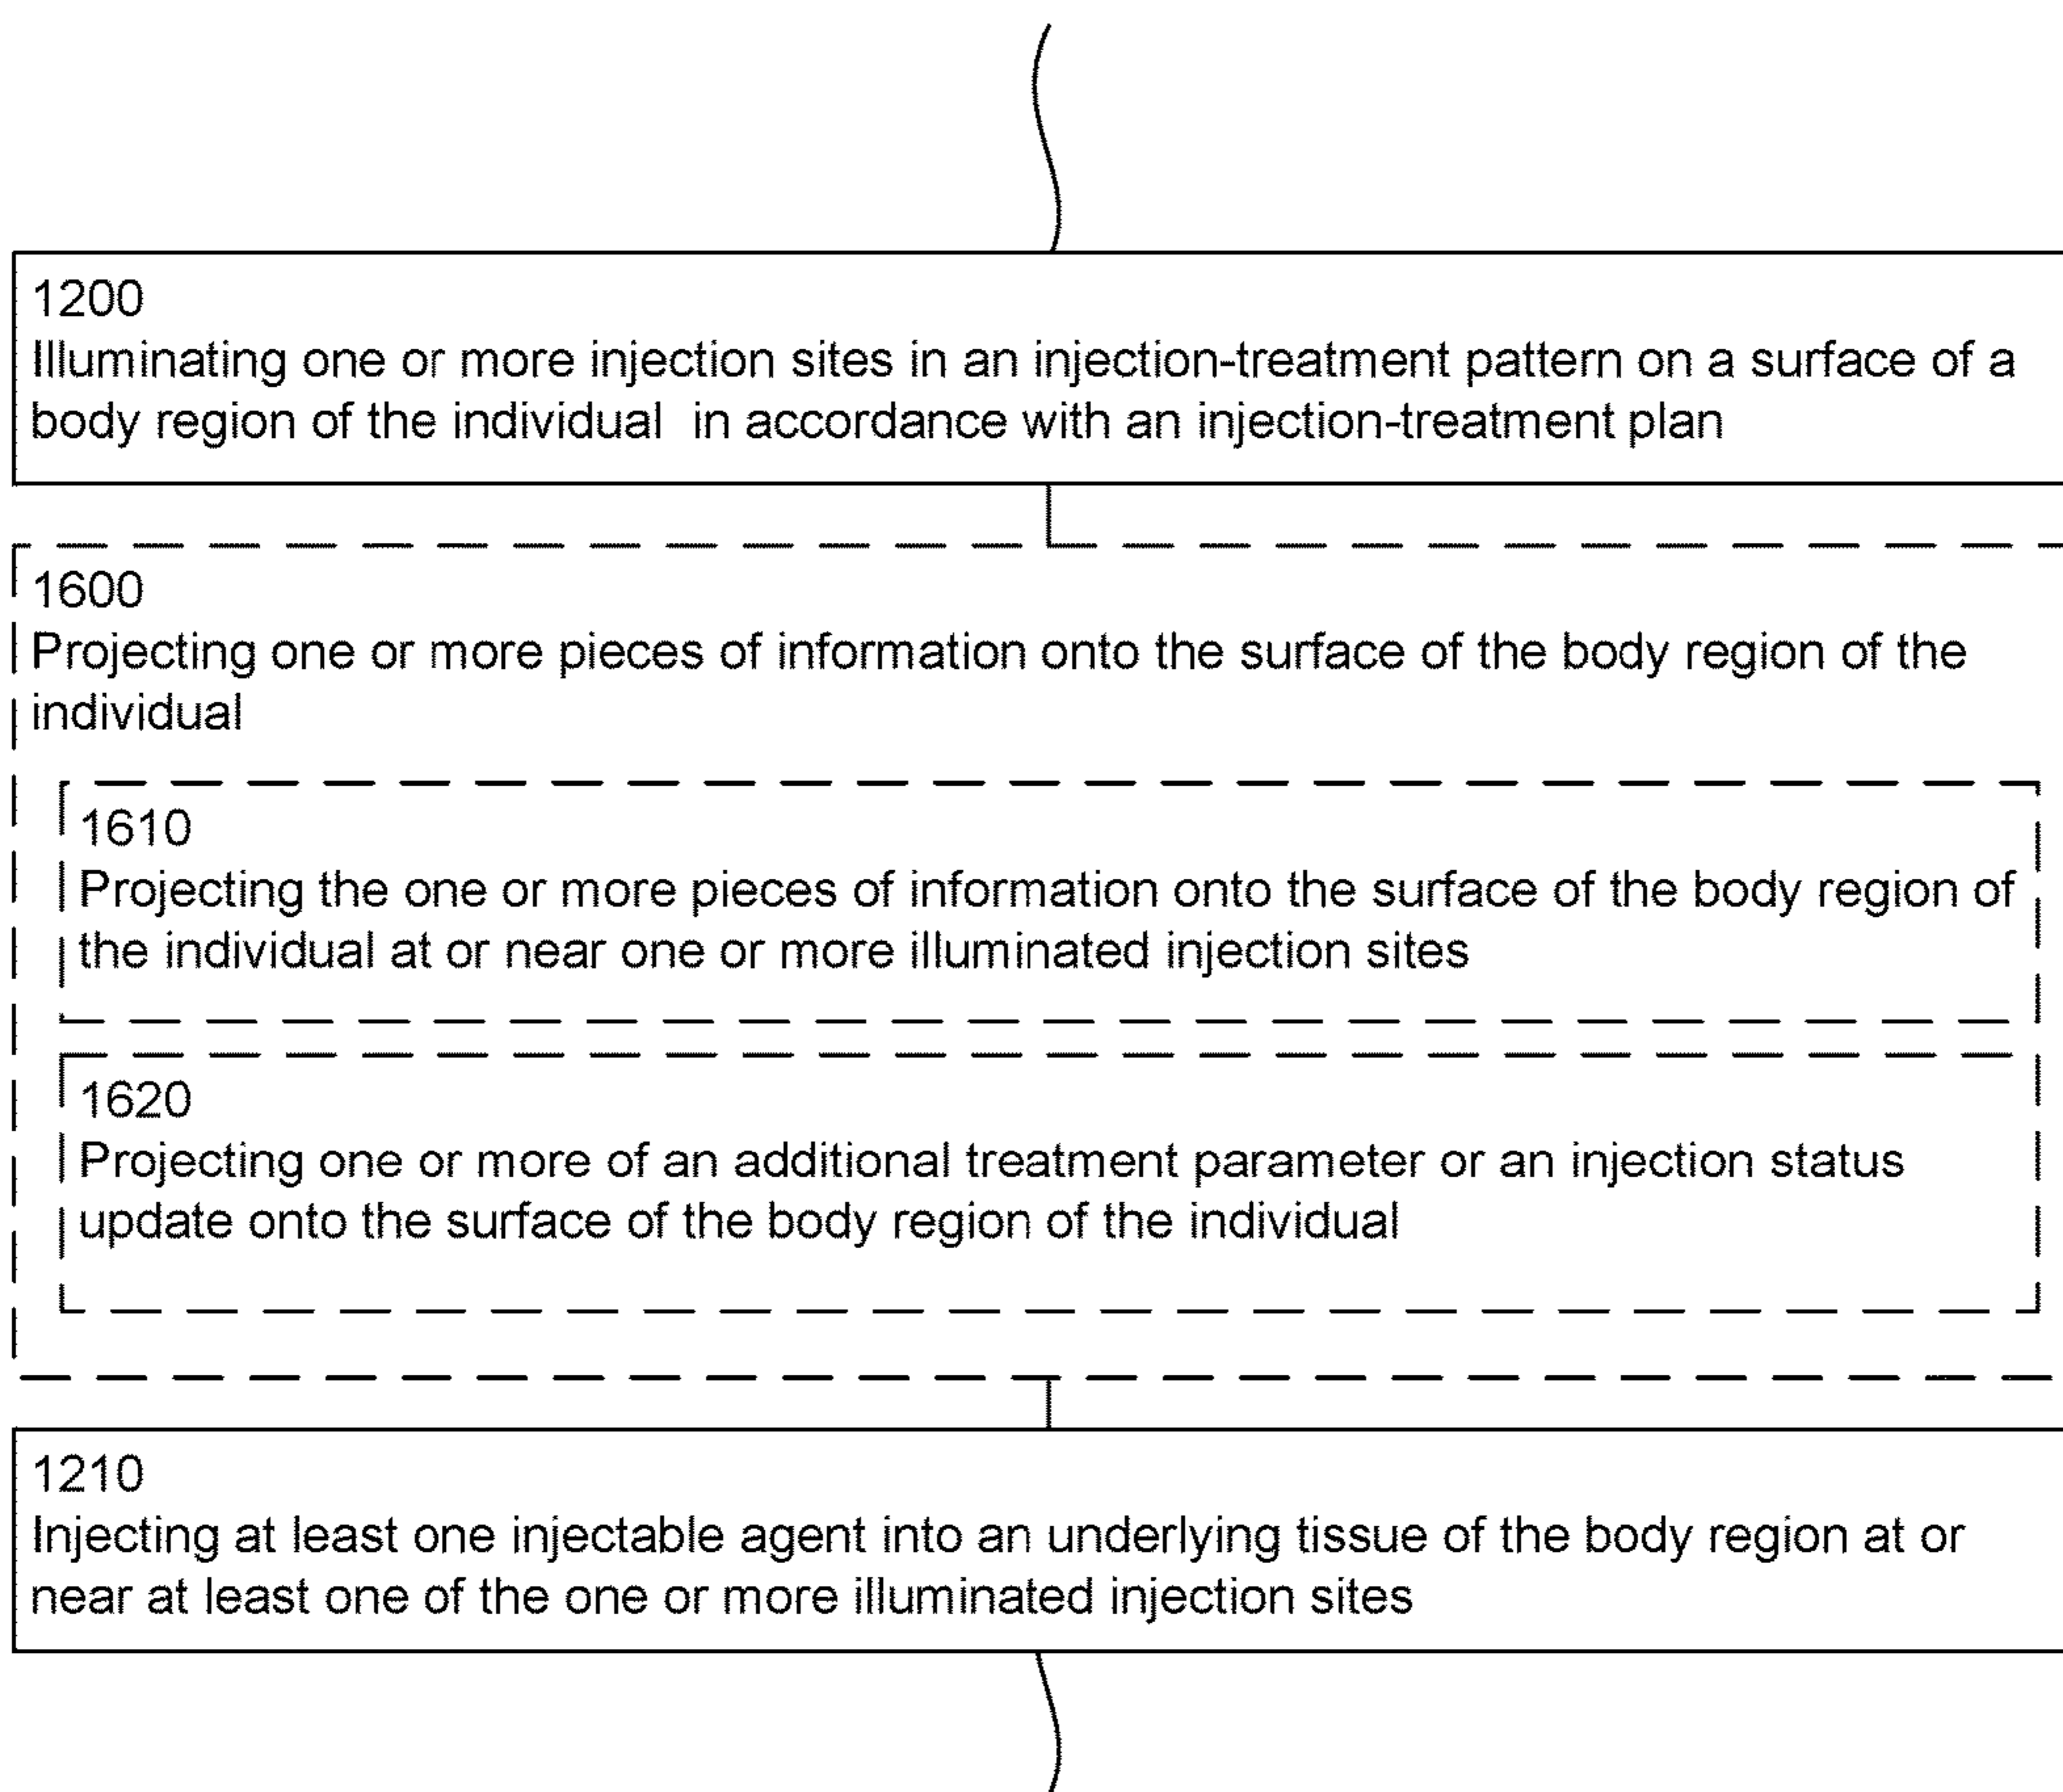 1200
Illuminating one or more injection sites in an injection-treatment pattern on a surface of a
body region of the individual in accordance with an injection-treatment plan
1600
Projecting one or more pieces of information onto the surface of the body region of the
individual
1610
Projecting the one or more pieces of information onto the surface of the body region of
the individual at or near one or more illuminated injection sites
1620
Projecting one or more of an additional treatment parameter or an injection status
update onto the surface of the body region of the individual
1210
Injecting at least one injectable agent into an underlying tissue of the body region at or
near at least one of the one or more illuminated injection sites